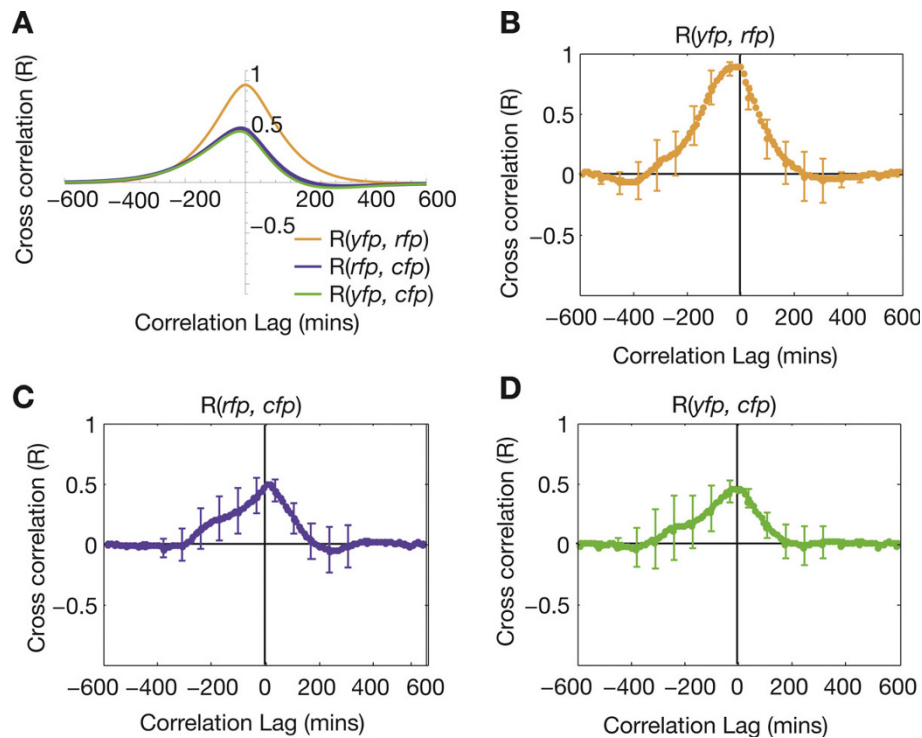 A
Cross correlation (R)
1
0.5
−0.5
−600 −400 −200 200 400 600
R(yfp, rfp)
R(rfp, cfp)
R(yfp, cfp)
Correlation Lag (mins)
B
R(yfp, rfp)
Cross correlation (R)
1
0.5
0
−0.5
−600 −400 −200 0 200 400 600
Correlation Lag (mins)
C
R(rfp, cfp)
Cross correlation (R)
1
0.5
0
−0.5
−600 −400 −200 0 200 400 600
Correlation Lag (mins)
D
R(yfp, cfp)
Cross correlation (R)
1
0.5
0
−0.5
−600 −400 −200 0 200 400 600
Correlation Lag (mins)